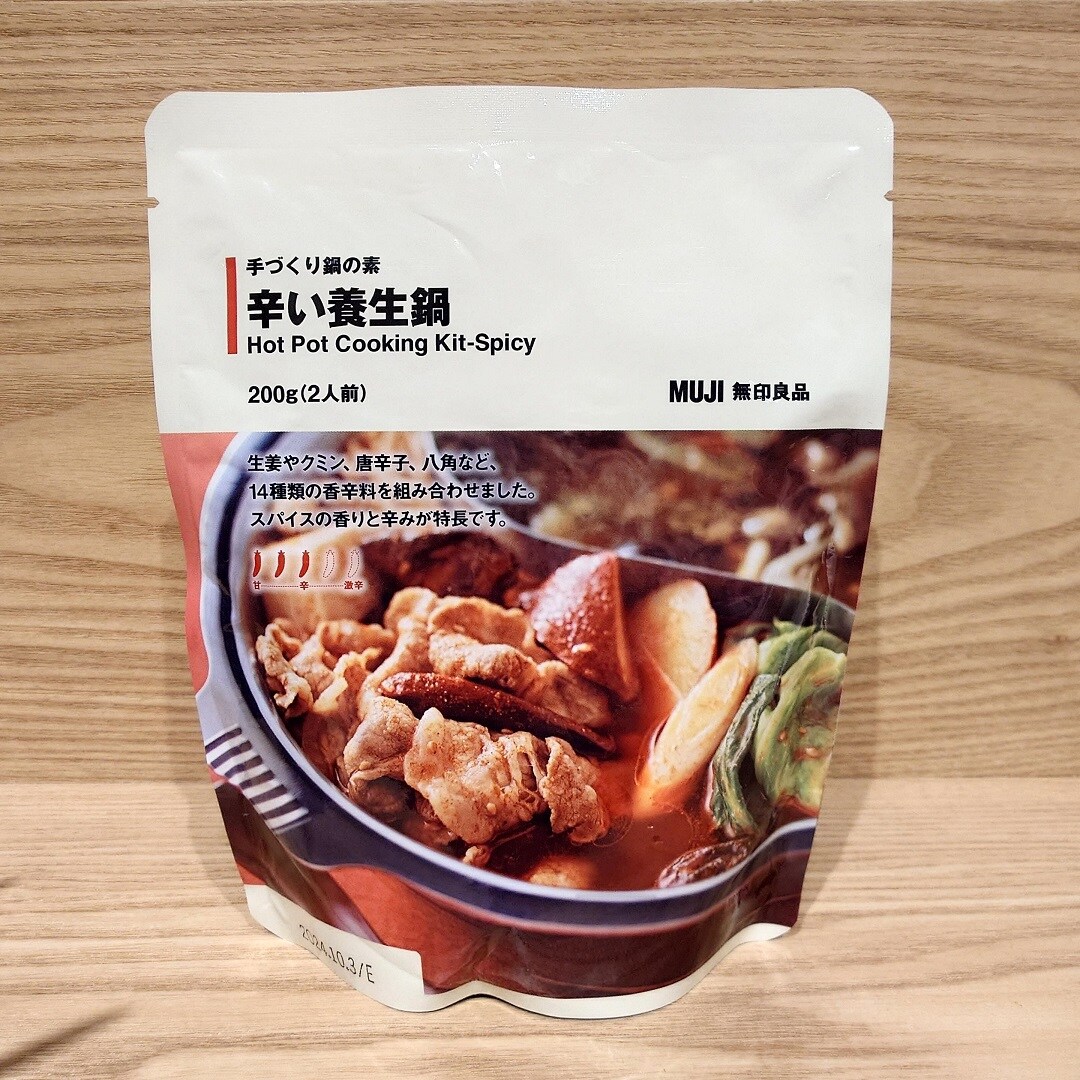 手づくり鍋の素
辛い養生鍋
Hot Pot Cooking Kit-Spicy
200g(2人前)
MUJI 無印良品
生姜やクミン、唐辛子、八角など、
14種類の香辛料を組み合わせました。
スパイスの香りと辛みが特長です。
甘 辛 激辛
2024.10.3/E